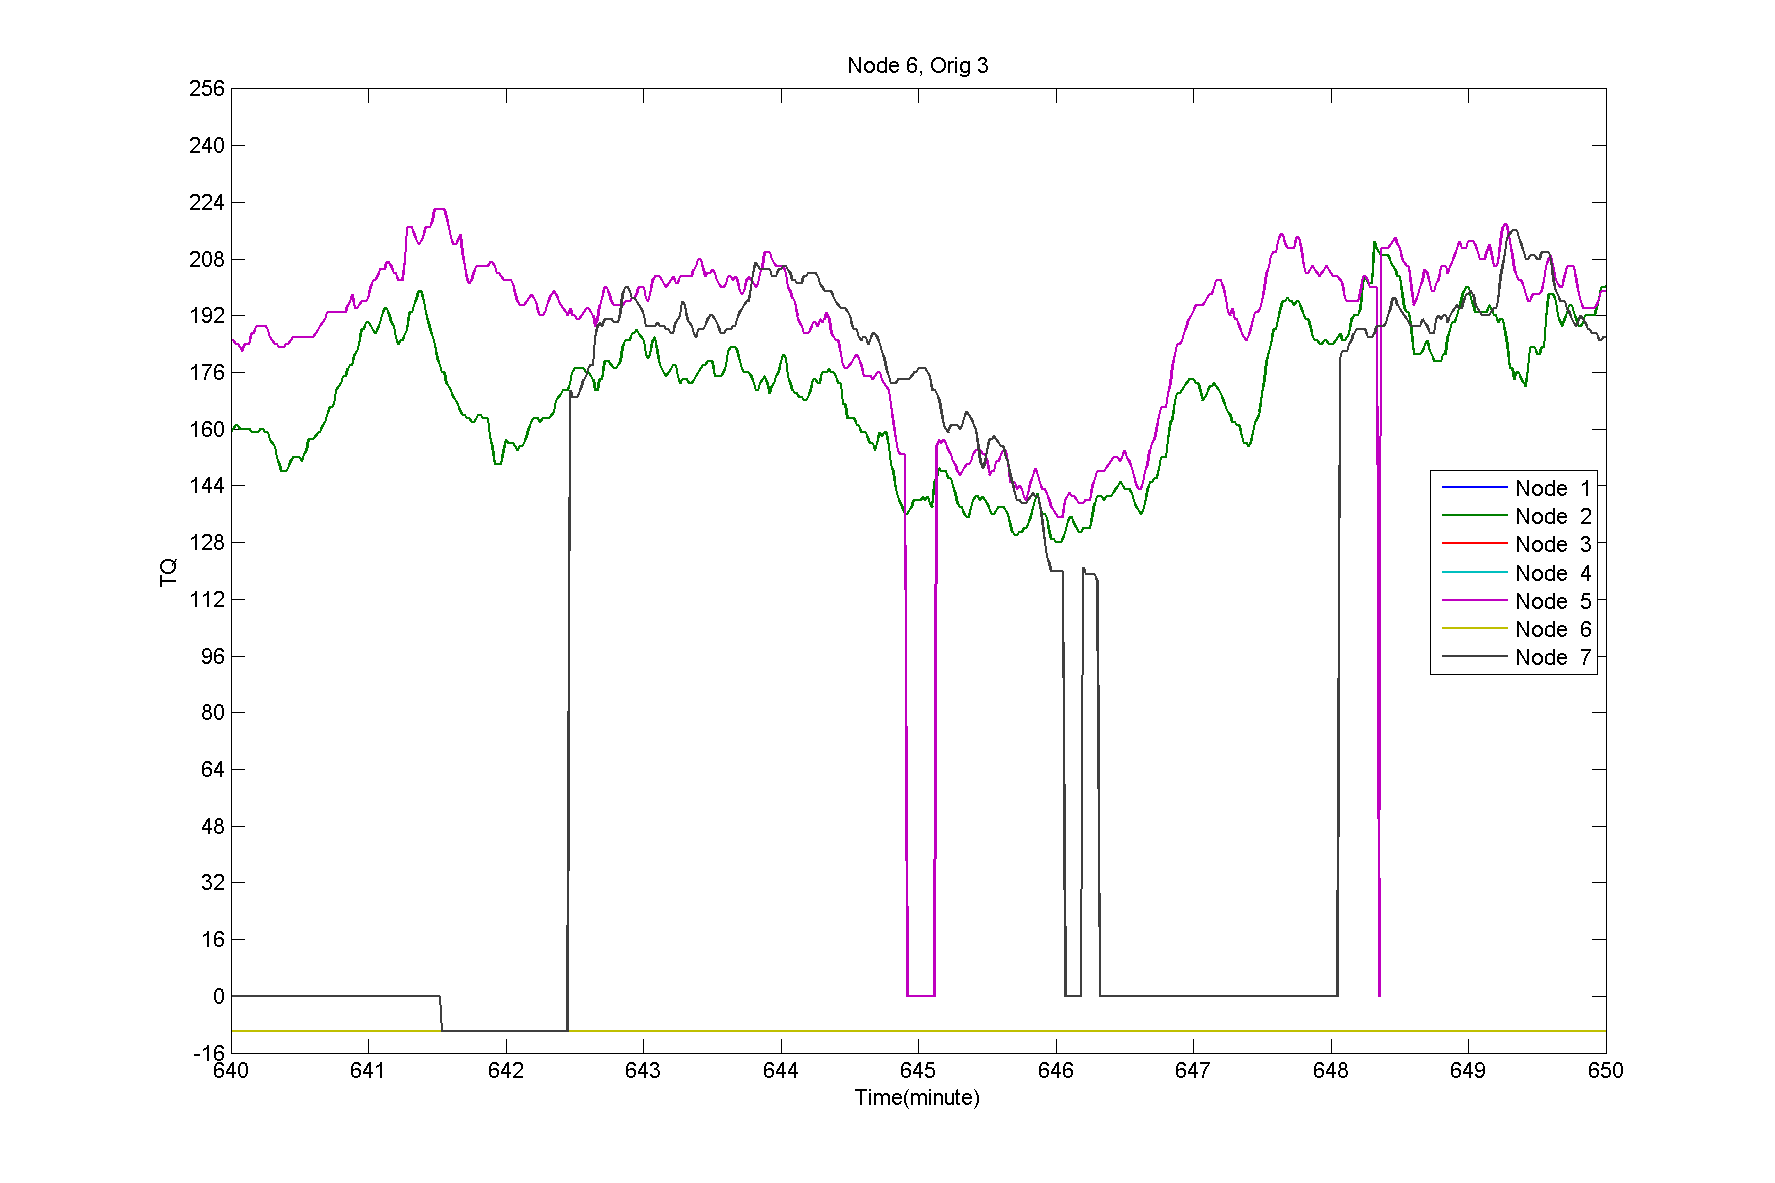 Node 6, Orig 3
256
240
224
208
192
176
160
144
128
112
96
80
64
48
32
16
0
-16
TQ
Node 1
Node 2
Node 3
Node 4
Node 5
Node 6
Node 7
640 641 642 643 644 645 646 647 648 649 650
Time(minute)